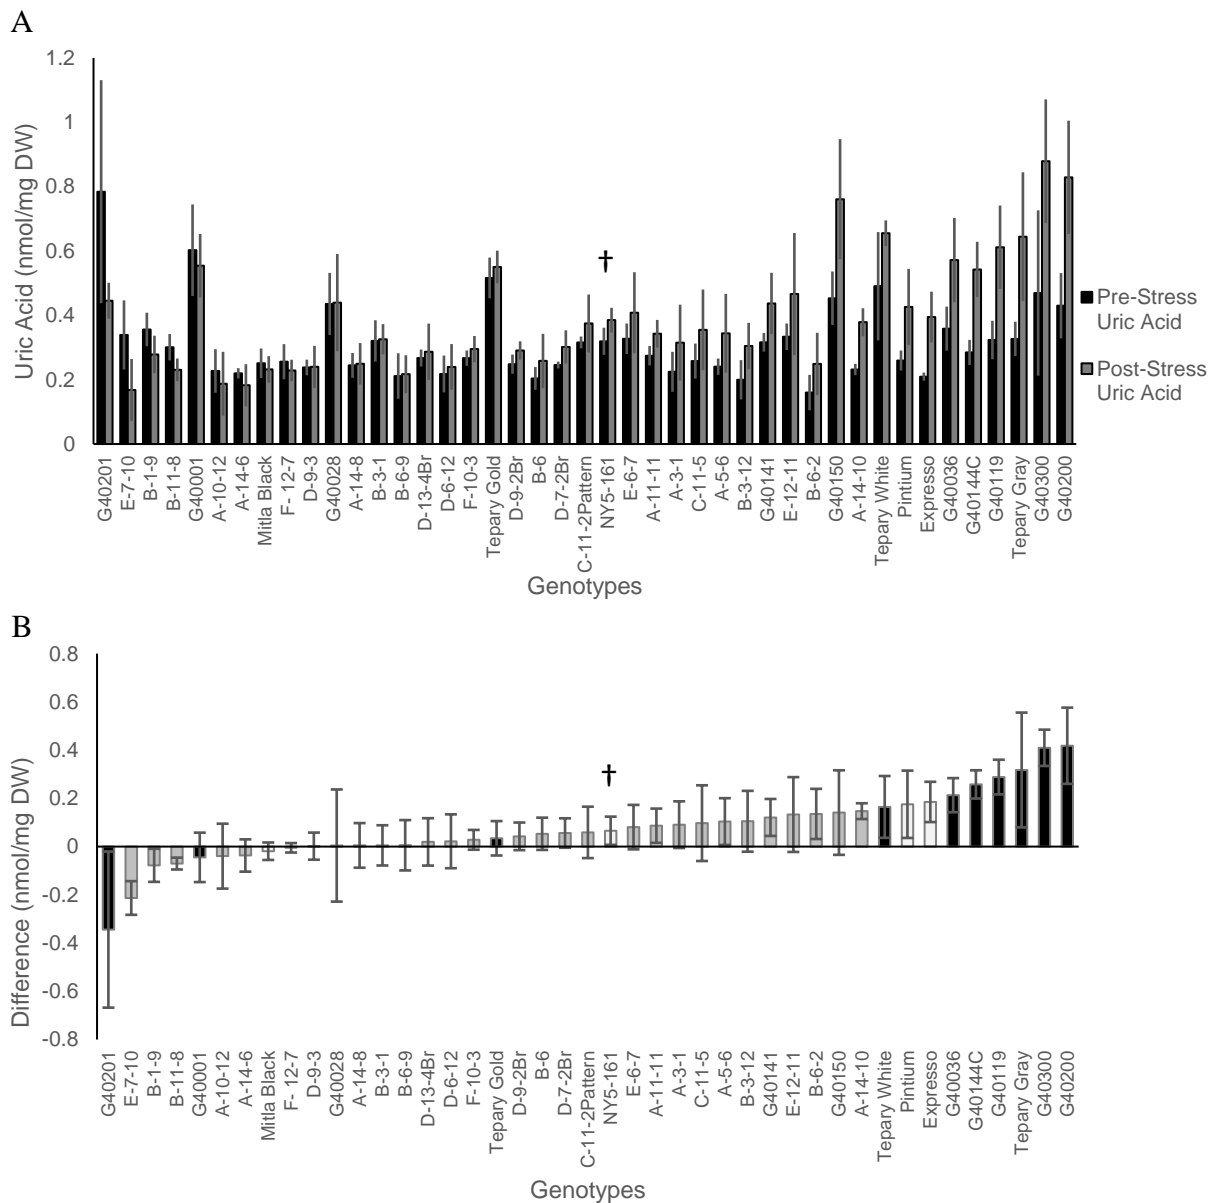 A
Uric Acid (nmol/mg DW)
1.2
1
0.8
0.6
0.4
0.2
0
†
Pre-Stress
Uric Acid
Post-Stress
Uric Acid
G40201
E-7-10
B-1-9
B-11-8
G40001
A-10-12
A-14-6
Mitla Black
F- 12-7
D-9-3
G40028
A-14-8
B-3-1
B-6-9
D-13-4Br
D-6-12
F-10-3
Tepary Gold
D-9-2Br
B-6
D-7-2Br
C-11-2Pattern
NY5-161
E-6-7
A-11-11
A-3-1
C-11-5
A-5-6
B-3-12
G40141
E-12-11
B-6-2
G40150
A-14-10
Tepary White
Pintium
Expresso
G40036
G40144C
G40119
Tepary Gray
G40300
G40200
Genotypes
B
Difference (nmol/mg DW)
0.8
0.6
0.4
0.2
0
-0.2
-0.4
-0.6
-0.8
†
G40201
E-7-10
B-1-9
B-11-8
G40001
A-10-12
A-14-6
Mitla Black
F- 12-7
D-9-3
G40028
A-14-8
B-3-1
B-6-9
D-13-4Br
D-6-12
F-10-3
Tepary Gold
D-9-2Br
B-6
D-7-2Br
C-11-2Pattern
NY5-161
E-6-7
A-11-11
A-3-1
C-11-5
A-5-6
B-3-12
G40141
E-12-11
B-6-2
G40150
A-14-10
Tepary White
Pintium
Expresso
G40036
G40144C
G40119
Tepary Gray
G40300
G40200
Genotypes